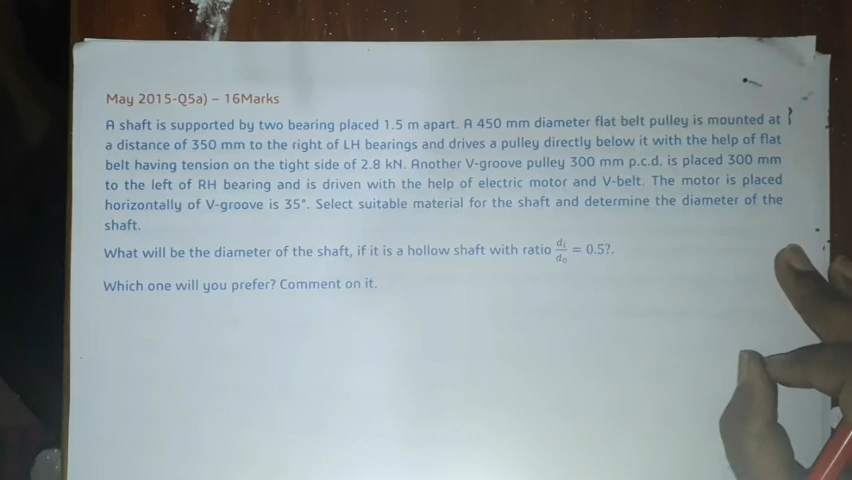 May 2015-Q5a) – 16Marks
A shaft is supported by two bearing placed 1.5 m apart. A 450 mm diameter flat belt pulley is mounted at
a distance of 350 mm to the right of LH bearings and drives a pulley directly below it with the help of flat
belt having tension on the tight side of 2.8 kN. Another V-groove pulley 300 mm p.c.d. is placed 300 mm
to the left of RH bearing and is driven with the help of electric motor and V-belt. The motor is placed
horizontally of V-groove is 35°. Select suitable material for the shaft and determine the diameter of the
shaft.
What will be the diameter of the shaft, if it is a hollow shaft with ratio d_i/d_o = 0.5?.
Which one will you prefer? Comment on it.